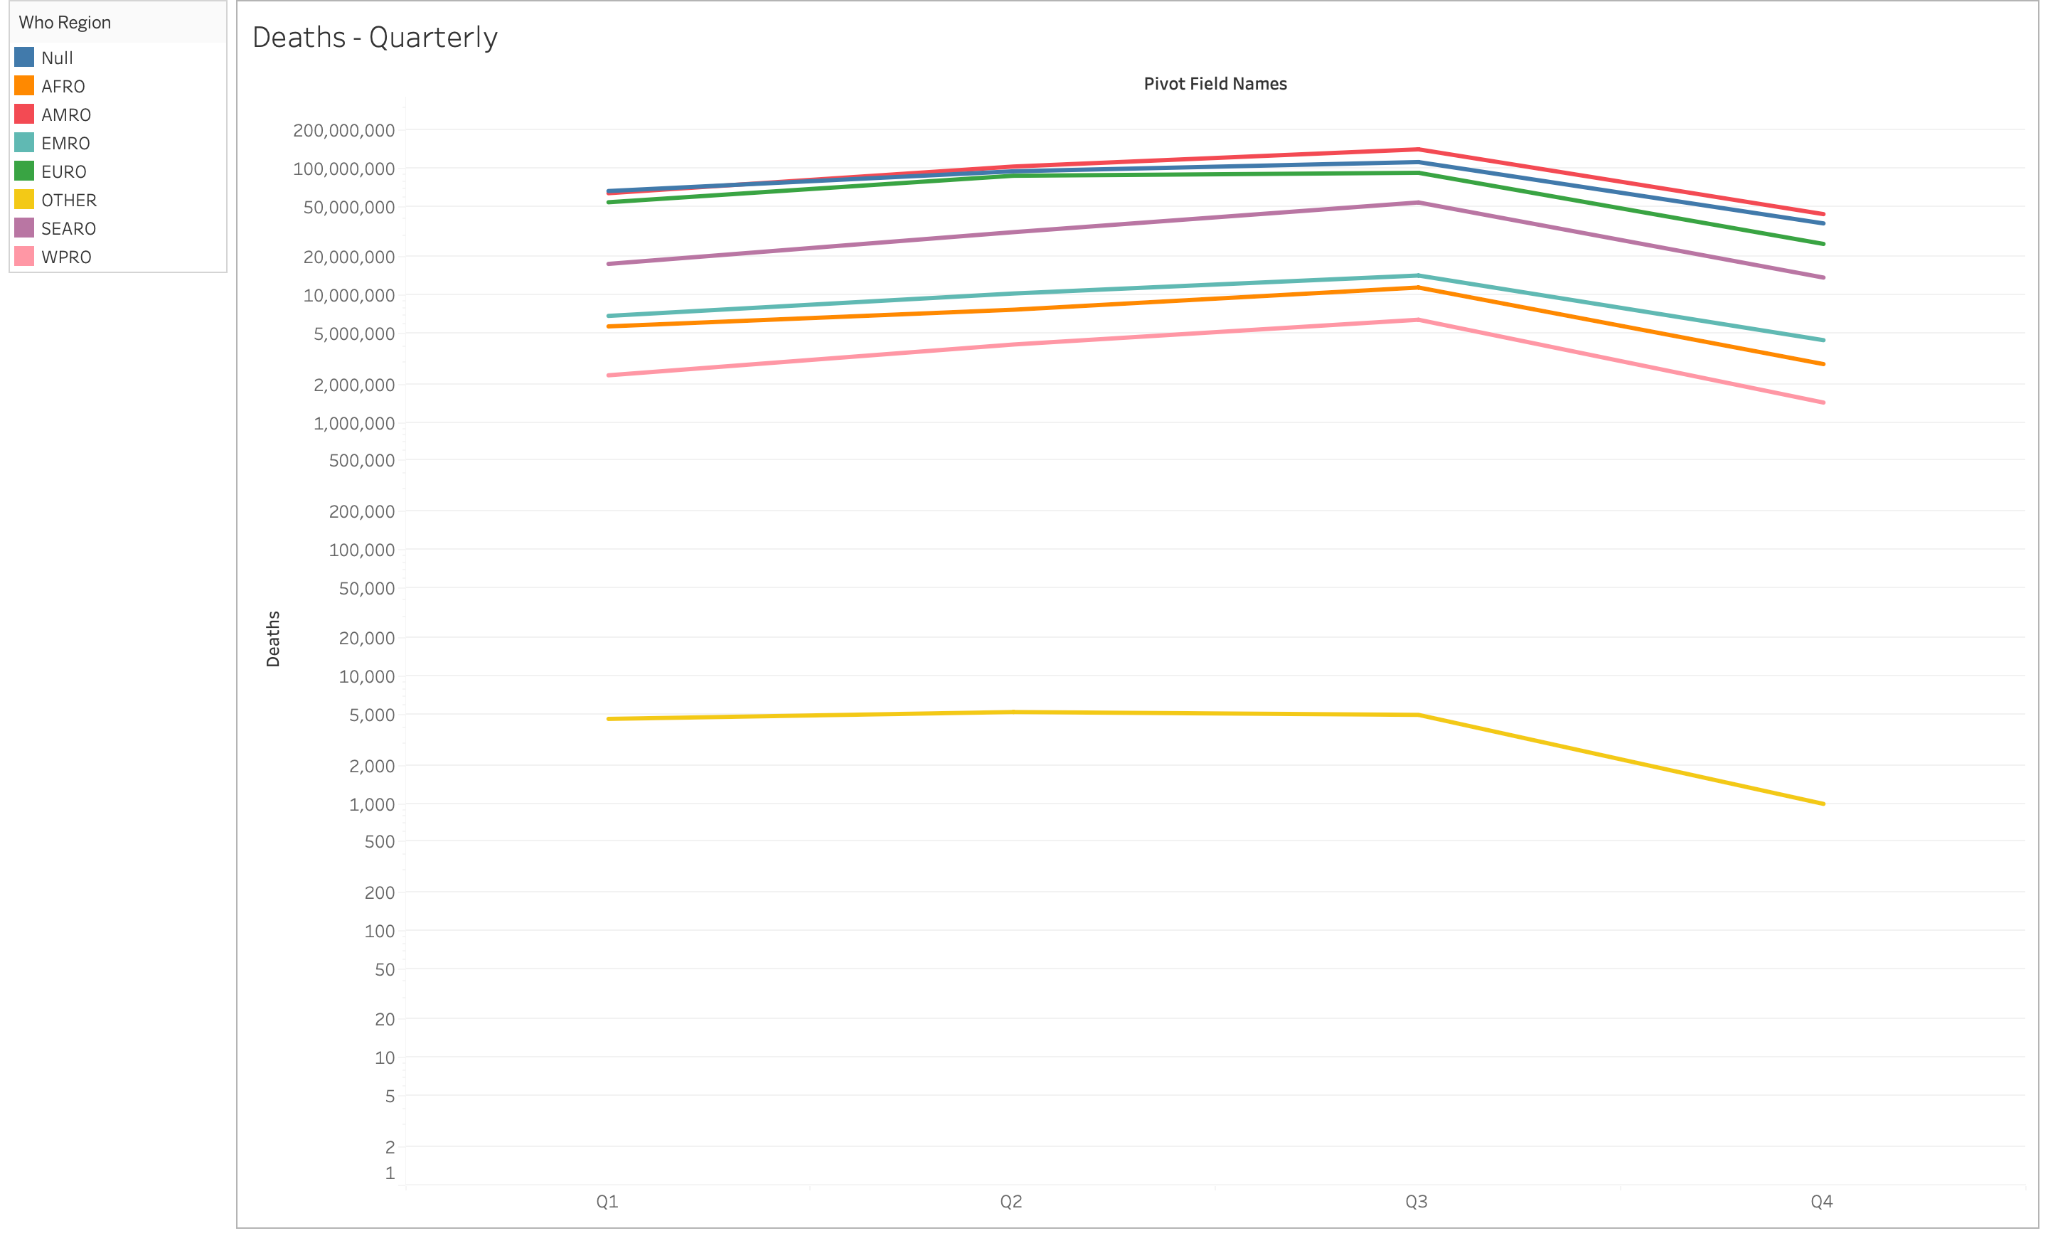 Who Region
Null
AFRO
AMRO
EMRO
EURO
OTHER
SEARO
WPRO
Deaths - Quarterly
Pivot Field Names
Deaths
200,000,000
100,000,000
50,000,000
20,000,000
10,000,000
5,000,000
2,000,000
1,000,000
500,000
200,000
100,000
50,000
20,000
10,000
5,000
2,000
1,000
500
200
100
50
20
10
5
2
1
Q1 Q2 Q3 Q4